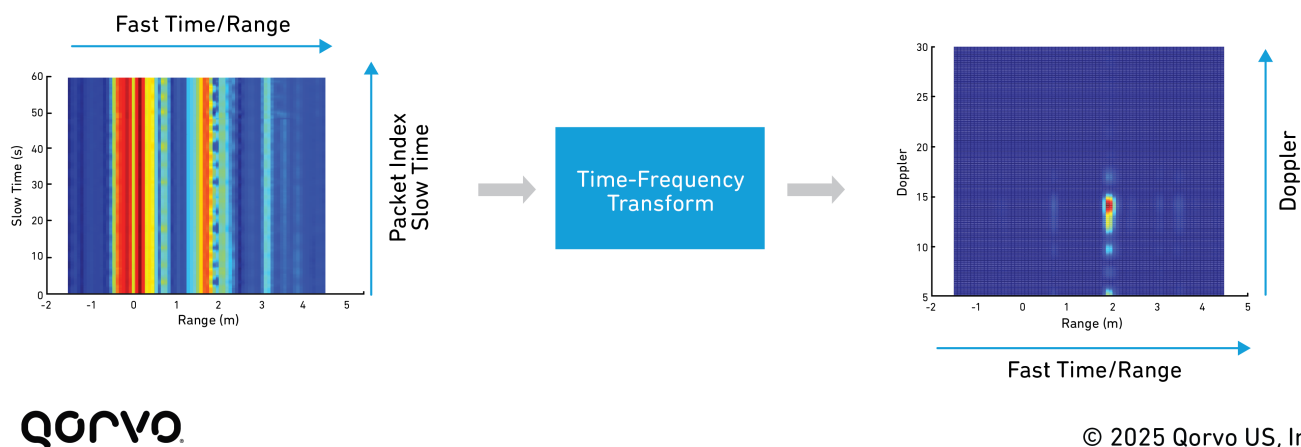 Fast Time/Range
60
50
40
30
20
10
0
Slow Time (s)
-2 -1 0 1 2 3 4 5
Range (m)
Packet Index
Slow Time
Time-Frequency
Transform
30
25
20
15
10
5
Doppler
-2 -1 0 1 2 3 4 5
Range (m)
Doppler
Fast Time/Range
QORVO
© 2025 Qorvo US, In